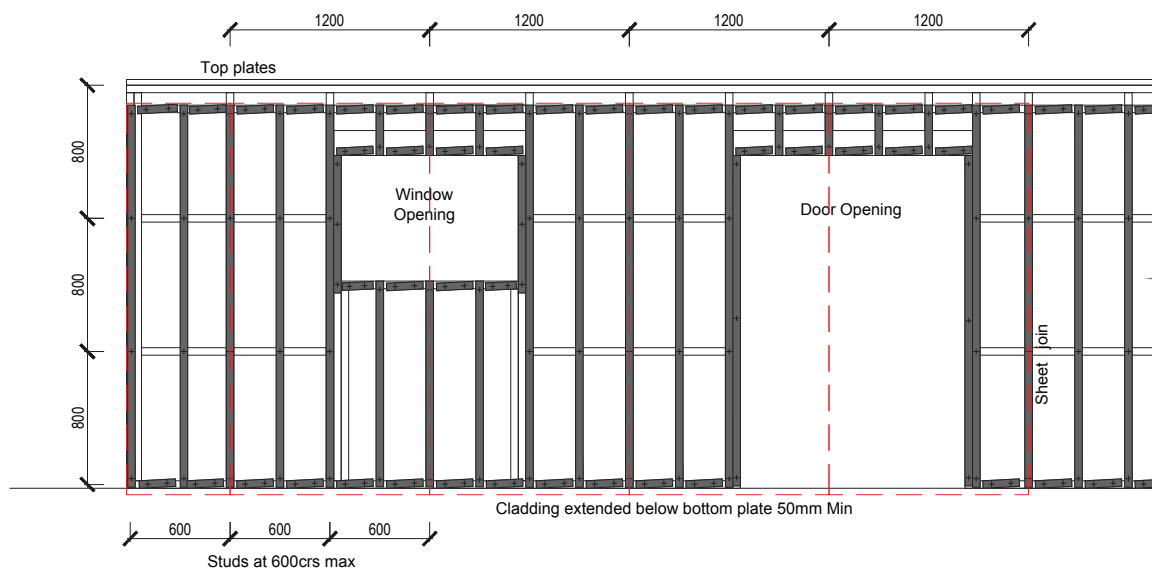 1200
1200
1200
1200
Top plates
800
Window
Opening
Door Opening
800
Sheet join
800
Cladding extended below bottom plate 50mm Min
600
600
600
Studs at 600crs max